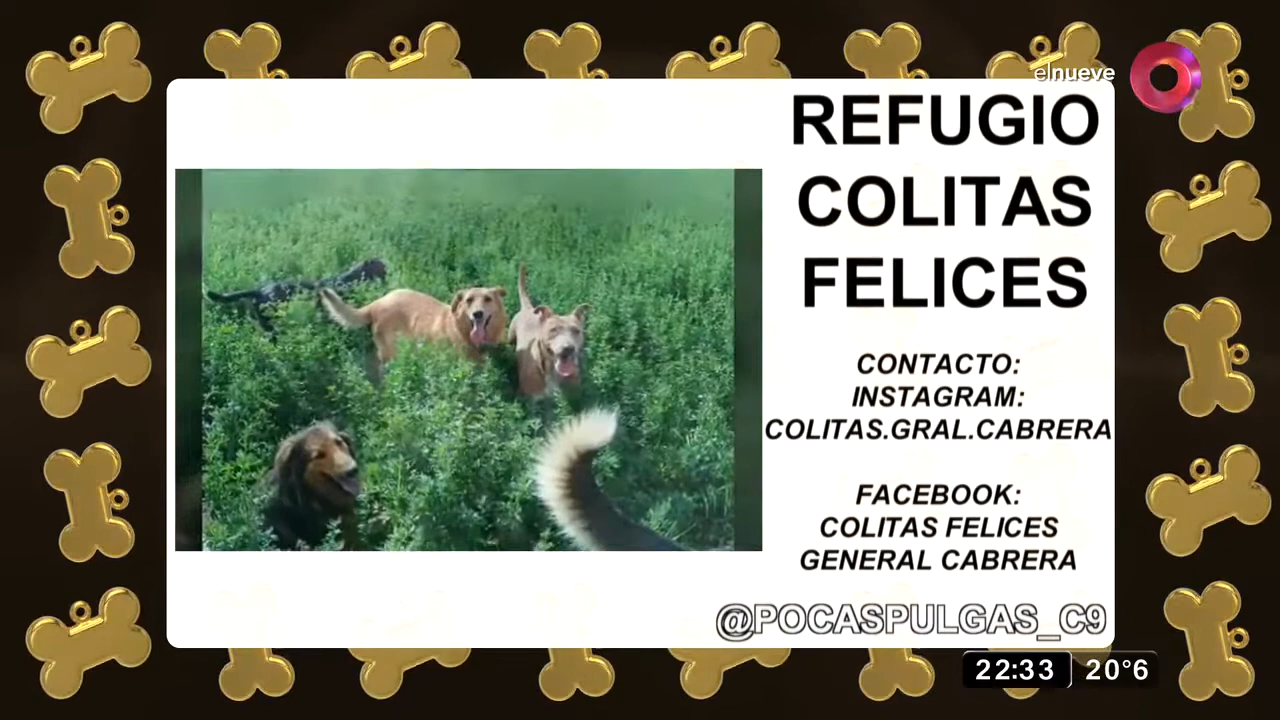 elnueve
REFUGIO
COLITAS
FELICES
CONTACTO:
INSTAGRAM:
COLITAS.GRAL.CABRERA
FACEBOOK:
COLITAS FELICES
GENERAL CABRERA
@POCASPULGAS_C9
22:33 20°6